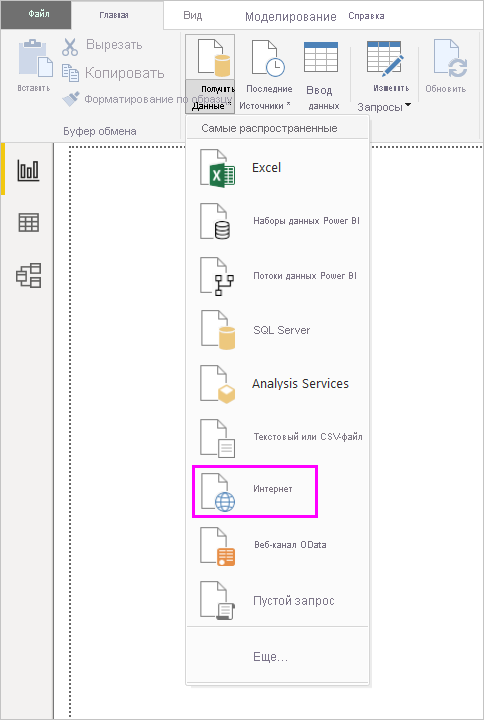 Файл
Главная
Вид
Моделирование
Справка
Вставить
Вырезать
Копировать
Форматирование по образцу
Буфер обмена
Получить
Данные
Последние
Источники
Ввод
данных
Изменить
Запросы
Обновить
Самые распространенные
Excel
Наборы данных Power BI
Потоки данных Power BI
SQL Server
Analysis Services
Текстовый или CSV-файл
Интернет
Веб-канал OData
Пустой запрос
Еще...